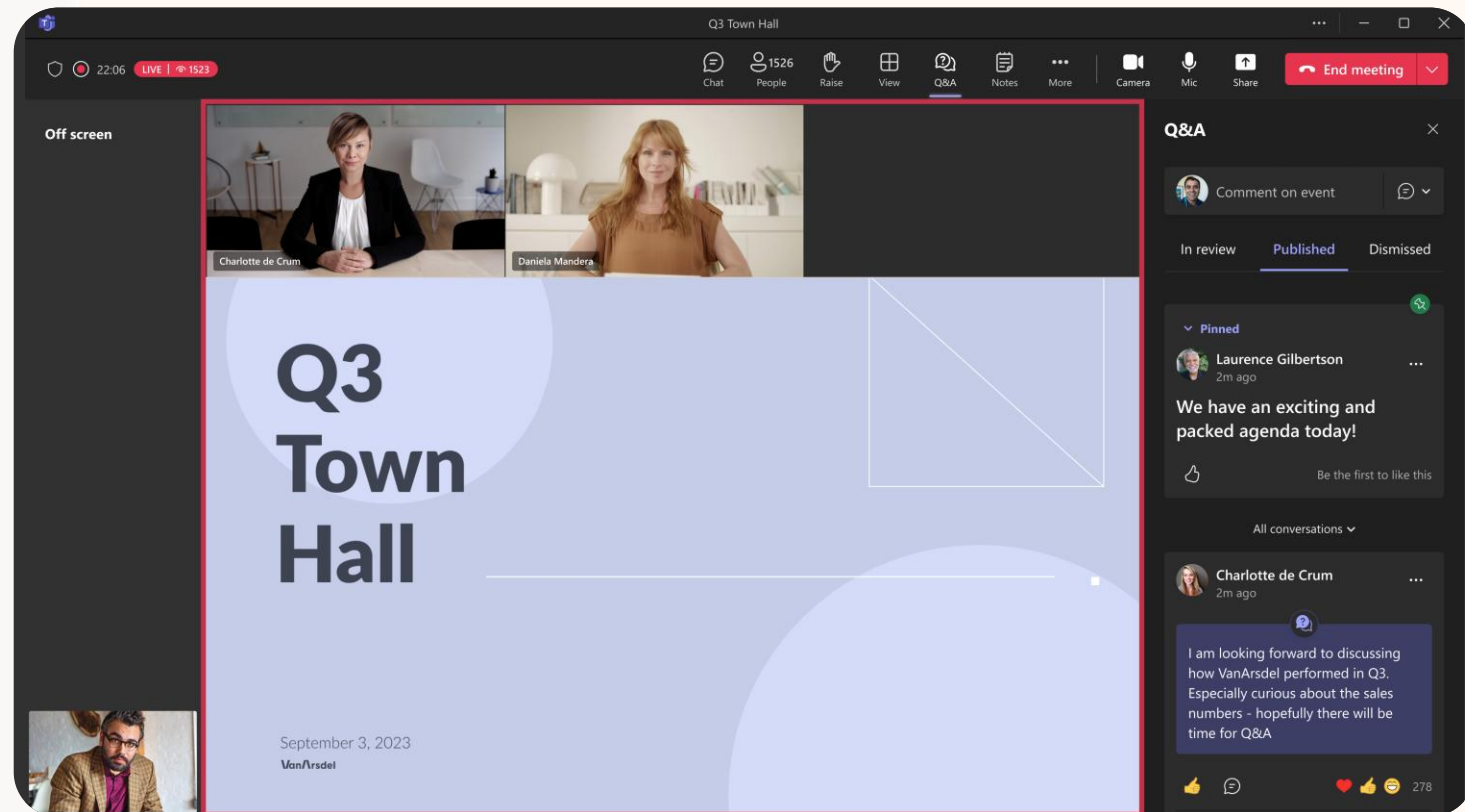 Q3 Town Hall
22:06
LIVE | 1523
Chat
1526
People
Raise
View
Q&A
Notes
More
Camera
Mic
Share
End meeting
Off screen
Charlotte de Crum
Daniela Mandera
Q3
Town
Hall
September 3, 2023
VanArsdel
Q&A
Comment on event
In review
Published
Dismissed
Pinned
Laurence Gilbertson
2m ago
We have an exciting and
packed agenda today!
Be the first to like this
All conversations
Charlotte de Crum
2m ago
I am looking forward to discussing
how VanArsdel performed in Q3.
Especially curious about the sales
numbers - hopefully there will be
time for Q&A
278